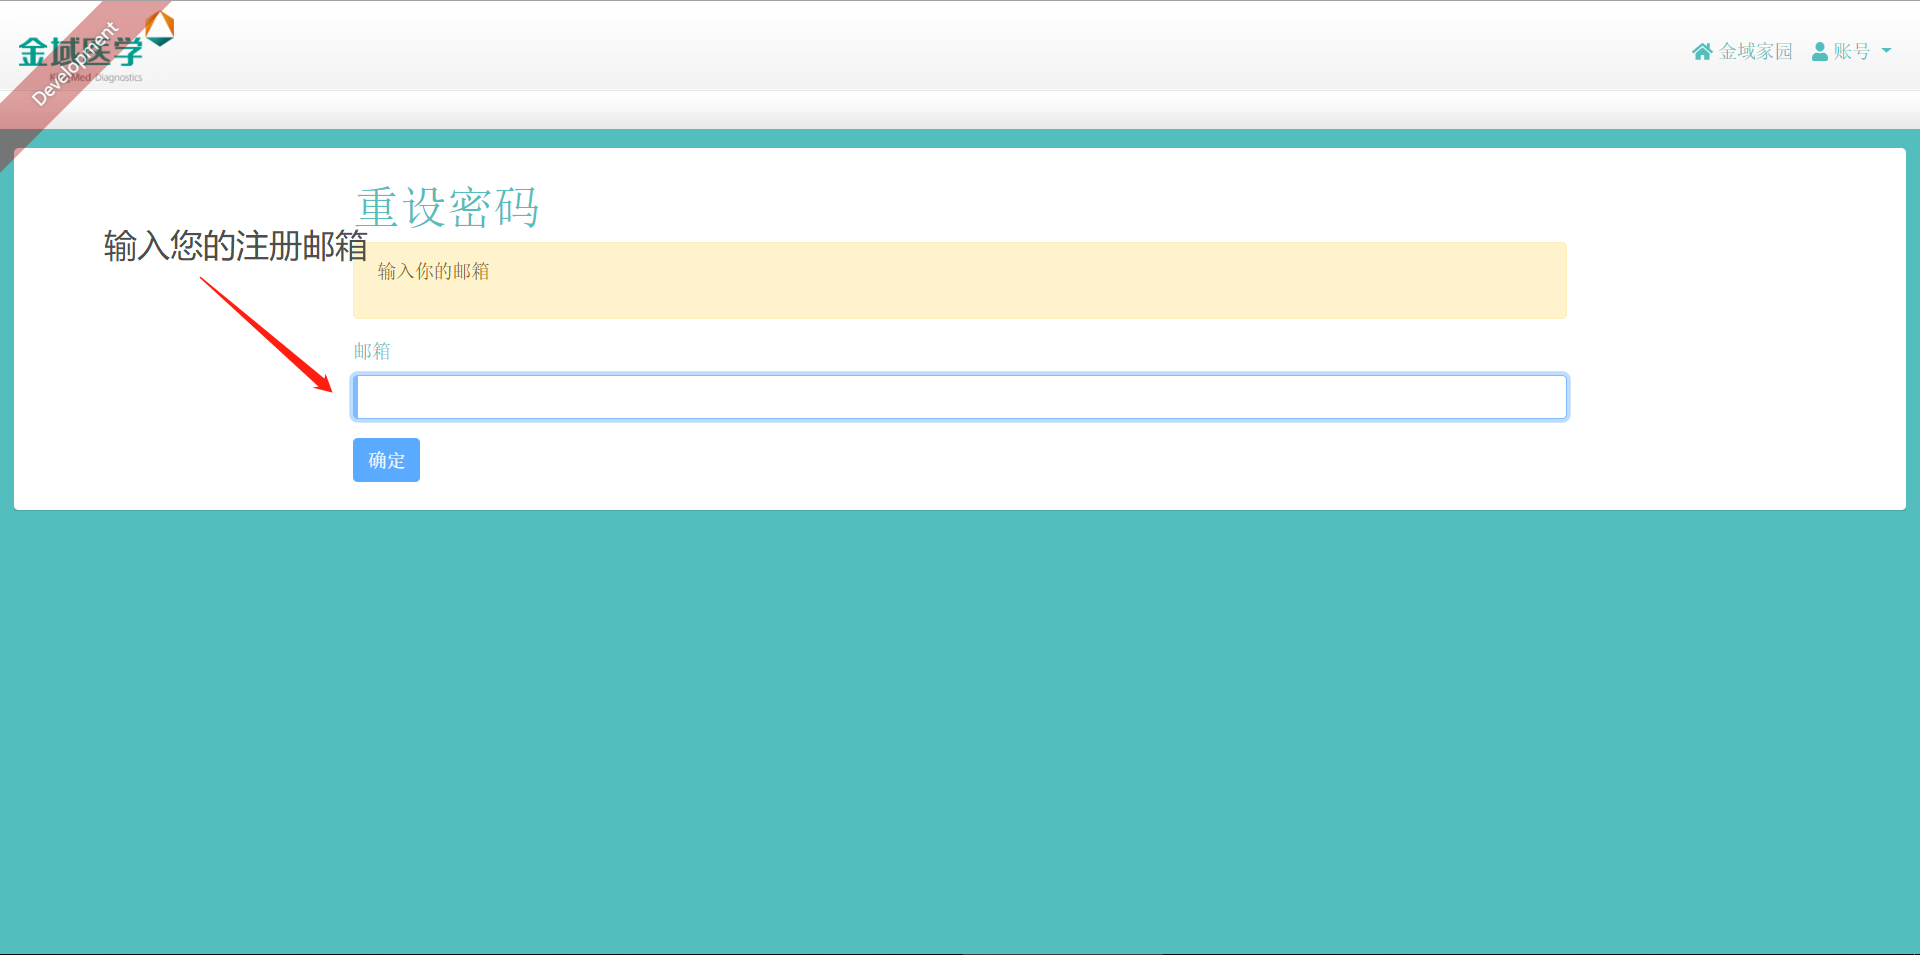 Development
金域医学
KingMed Diagnostics
金域家园
账号
重设密码
输入您的注册邮箱
输入你的邮箱
邮箱
确定